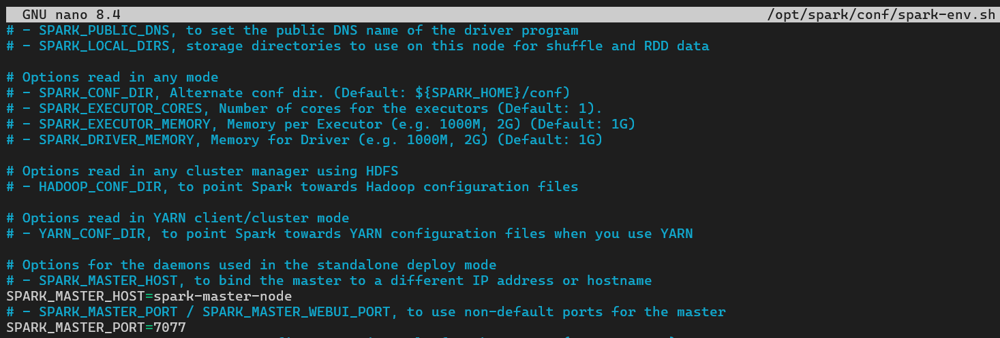 GNU nano 8.4 /opt/spark/conf/spark-env.sh
# - SPARK_PUBLIC_DNS, to set the public DNS name of the driver program
# - SPARK_LOCAL_DIRS, storage directories to use on this node for shuffle and RDD data
# Options read in any mode
# - SPARK_CONF_DIR, Alternate conf dir. (Default: ${SPARK_HOME}/conf)
# - SPARK_EXECUTOR_CORES, Number of cores for the executors (Default: 1).
# - SPARK_EXECUTOR_MEMORY, Memory per Executor (e.g. 1000M, 2G) (Default: 1G)
# - SPARK_DRIVER_MEMORY, Memory for Driver (e.g. 1000M, 2G) (Default: 1G)
# Options read in any cluster manager using HDFS
# - HADOOP_CONF_DIR, to point Spark towards Hadoop configuration files
# Options read in YARN client/cluster mode
# - YARN_CONF_DIR, to point Spark towards YARN configuration files when you use YARN
# Options for the daemons used in the standalone deploy mode
# - SPARK_MASTER_HOST, to bind the master to a different IP address or hostname
SPARK_MASTER_HOST=spark-master-node
# - SPARK_MASTER_PORT / SPARK_MASTER_WEBUI_PORT, to use non-default ports for the master
SPARK_MASTER_PORT=7077